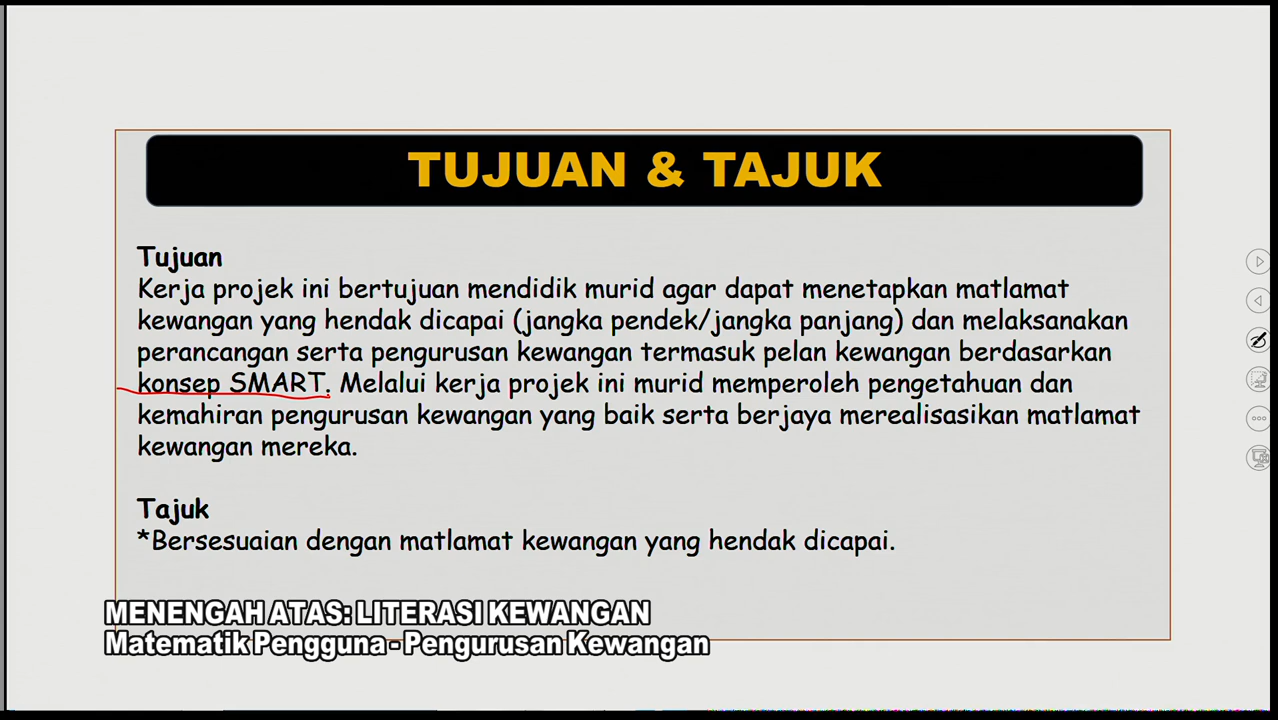 TUJUAN & TAJUK
Tujuan
Kerja projek ini bertujuan mendidik murid agar dapat menetapkan matlamat
kewangan yang hendak dicapai (jangka pendek/jangka panjang) dan melaksanakan
perancangan serta pengurusan kewangan termasuk pelan kewangan berdasarkan
konsep SMART. Melalui kerja projek ini murid memperoleh pengetahuan dan
kemahiran pengurusan kewangan yang baik serta berjaya merealisasikan matlamat
kewangan mereka.
Tajuk
*Bersesuaian dengan matlamat kewangan yang hendak dicapai.
MENENGAH ATAS: LITERASI KEWANGAN
Matematik Pengguna - Pengurusan Kewangan